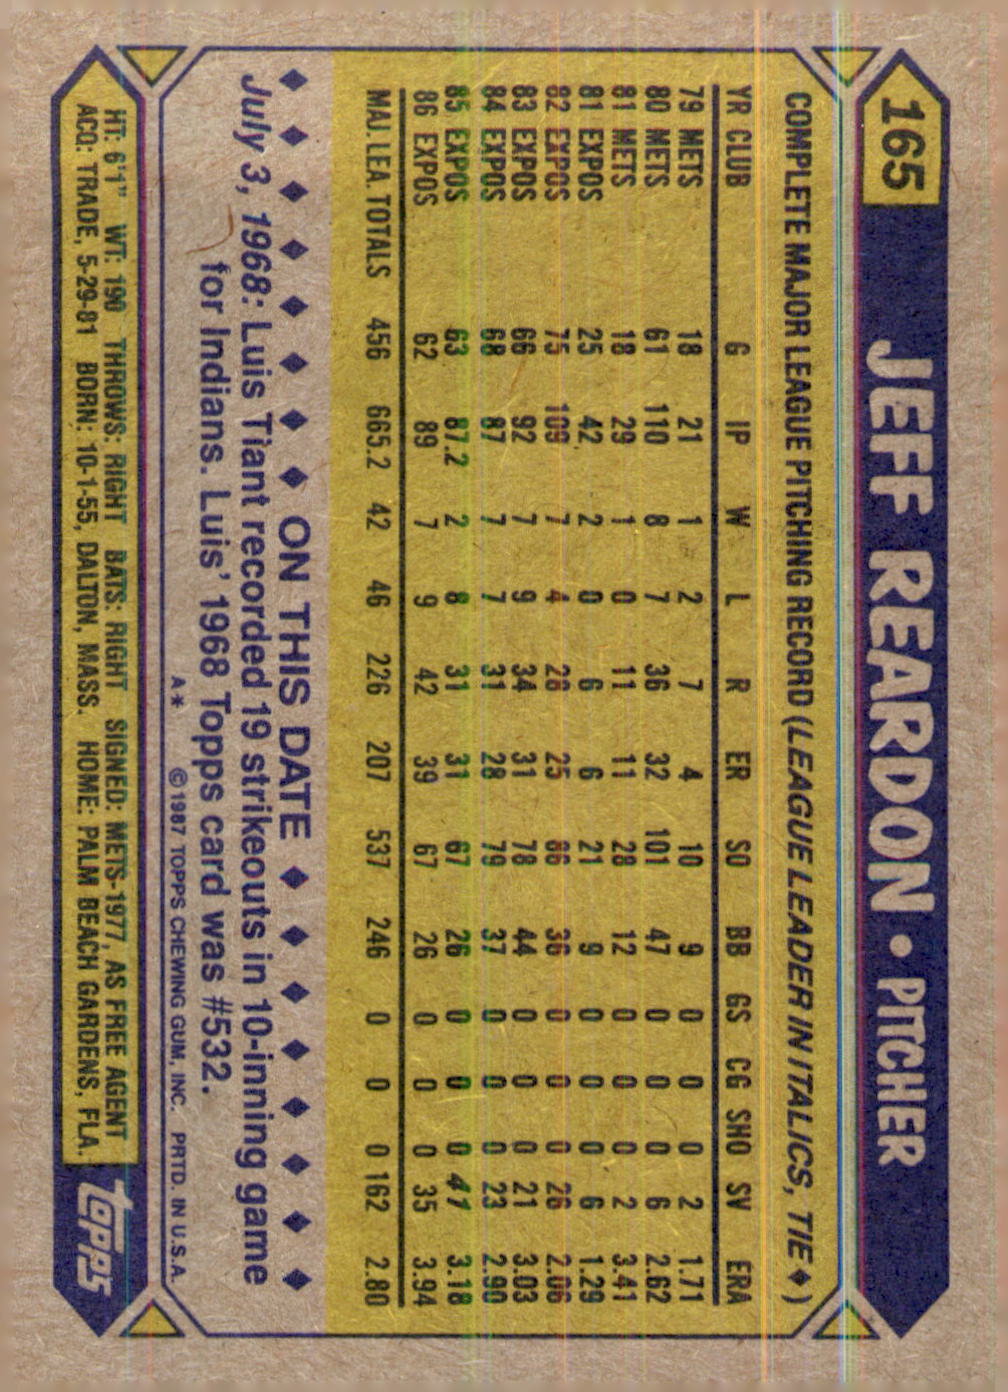 165 JEFF REARDON • PITCHER
COMPLETE MAJOR LEAGUE PITCHING RECORD (LEAGUE LEADER IN ITALICS, TIE ♦)
YR CLUB G IP W L R ER SO BB GS CG SHO SV ERA
79 METS 18 21 1 2 7 4 10 9 0 0 0 2 1.71
80 METS 61 110 8 7 36 32 101 47 0 0 0 6 2.62
81 METS 18 29 1 0 11 11 28 12 0 0 0 2 3.41
81 EXPOS 25 42 2 0 6 6 21 9 0 0 0 6 1.29
82 EXPOS 75 109 7 4 28 25 86 36 0 0 0 26 2.06
83 EXPOS 66 92 7 9 34 31 78 44 0 0 0 21 3.03
84 EXPOS 68 87 7 7 31 28 79 37 0 0 0 23 2.90
85 EXPOS 63 87.2 2 8 31 31 67 26 0 0 0 41 3.18
86 EXPOS 62 89 7 9 42 39 67 26 0 0 0 35 3.94
MAJ. LEA. TOTALS 456 665.2 42 46 226 207 537 246 0 0 0 162 2.80
♦ ♦ ♦ ♦ ♦ ♦ ♦ ♦ ON THIS DATE ♦ ♦ ♦ ♦ ♦ ♦ ♦ ♦
July 3, 1968: Luis Tiant recorded 19 strikeouts in 10-inning game
for Indians. Luis' 1968 Topps card was #532.
A* ©1987 TOPPS CHEWING GUM, INC. PRTD. IN U.S.A.
HT: 6'1" WT: 190 THROWS: RIGHT BATS: RIGHT SIGNED: METS-1977, AS FREE AGENT
ACQ: TRADE, 5-29-81 BORN: 10-1-55, DALTON, MASS. HOME: PALM BEACH GARDENS, FLA.
TOPPS